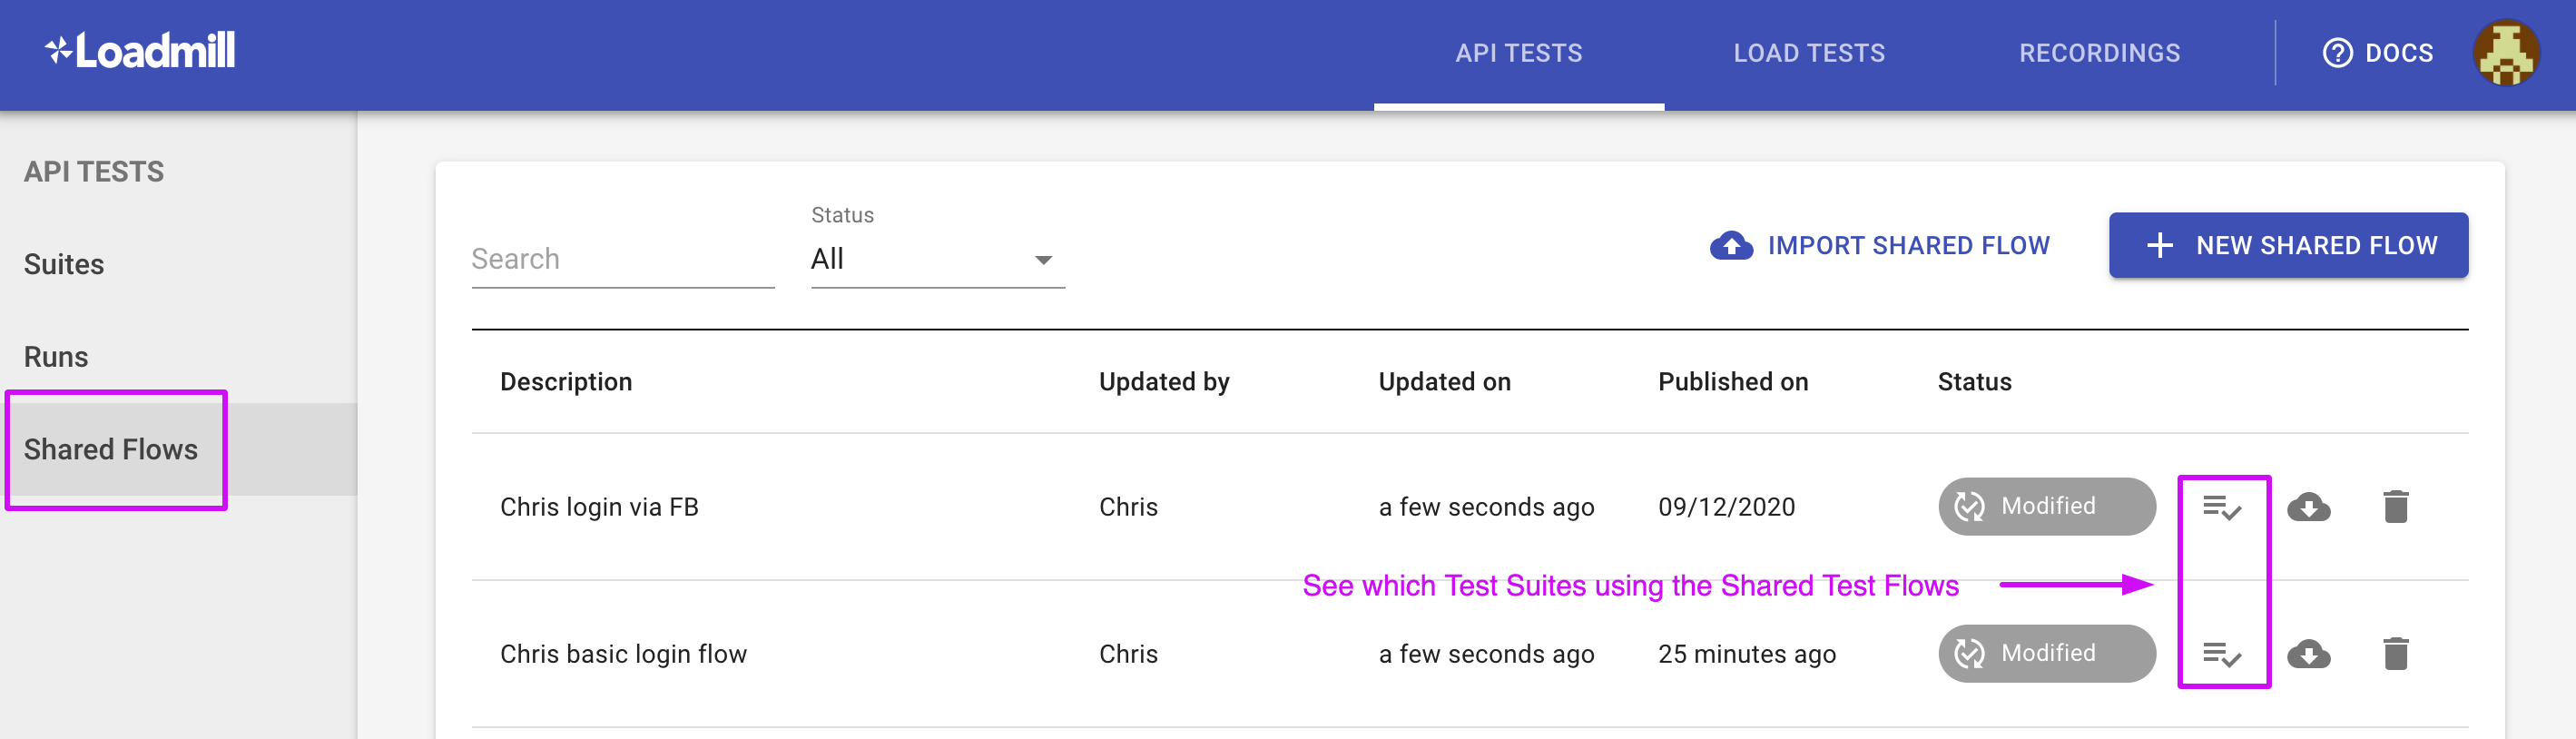 Loadmill
API TESTS
LOAD TESTS
RECORDINGS
? DOCS
API TESTS
Suites
Runs
Shared Flows
Search
Status
All
IMPORT SHARED FLOW
+ NEW SHARED FLOW
Description Updated by Updated on Published on Status
Chris login via FB Chris a few seconds ago 09/12/2020 Modified
See which Test Suites using the Shared Test Flows
Chris basic login flow Chris a few seconds ago 25 minutes ago Modified